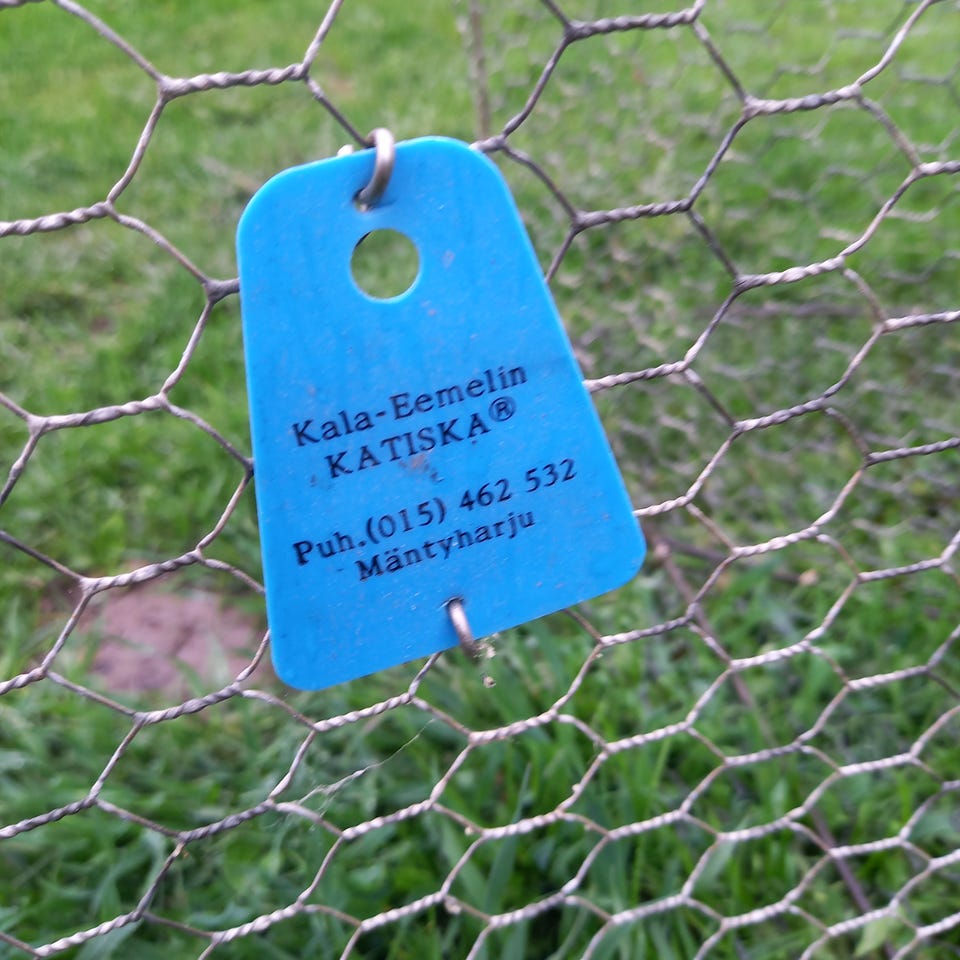 Kala-Eemelin
KATISKA®
Puh.(015) 462 532
Mäntyharju